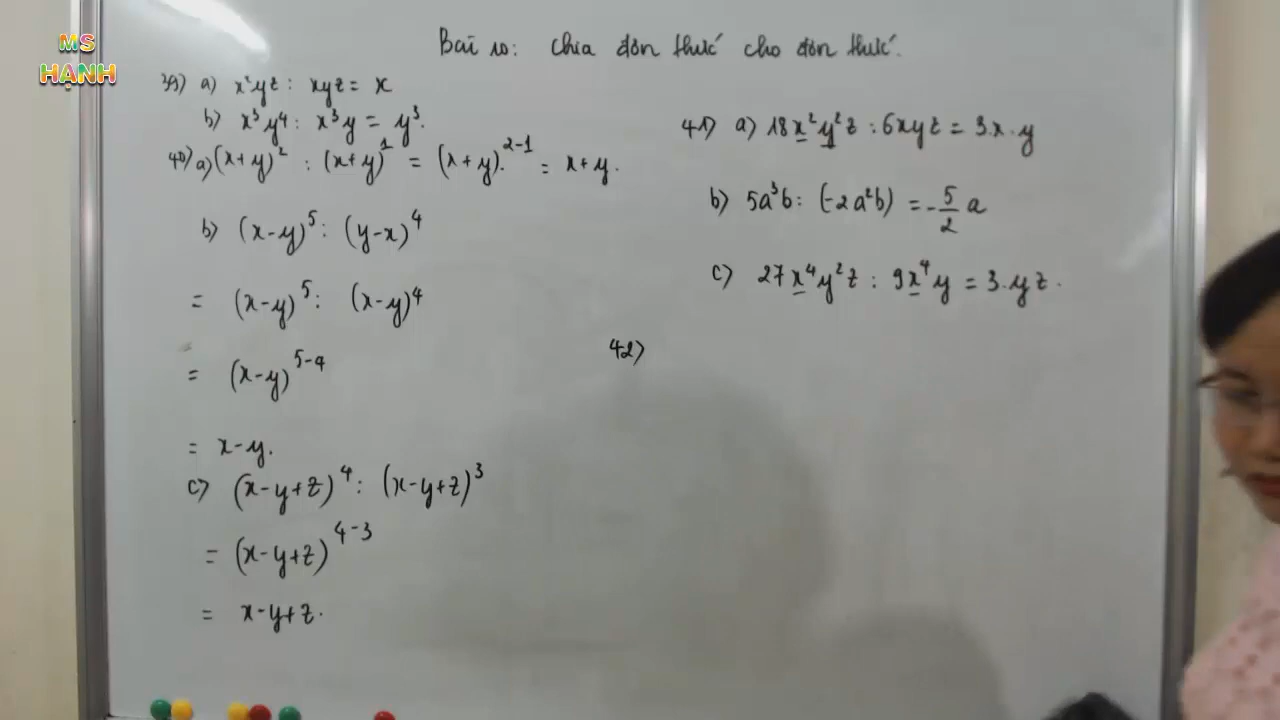 MS
HẠNH
Bài 10: chia đơn thức cho đơn thức.
39) a) x²yz : xyz = x
b) x³y⁴ : x³y = y³.
40) a) (x+y)² : (x+y)¹ = (x+y).²⁻¹ = x+y.
b) (x-y)⁵ : (y-x)⁴
= (x-y)⁵ : (x-y)⁴
= (x-y)⁵⁻⁴
= x-y.
c) (x-y+z)⁴ : (x-y+z)³
= (x-y+z)⁴⁻³
= x-y+z.
41) a) 18x²y²z : 6xyz = 3.x.y
b) 5a³b : (-2a²b) = -5/2 a
c) 27x⁴y²z : 9x⁴y = 3.yz.
42)